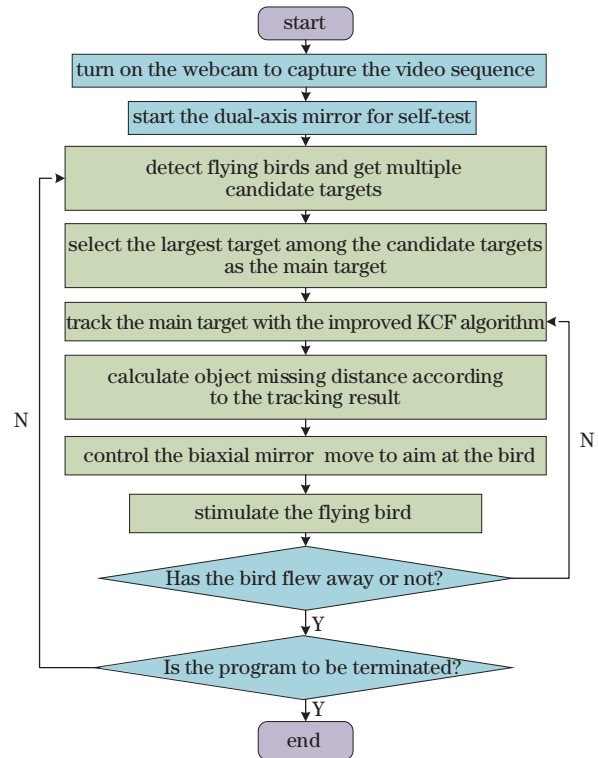 start
turn on the webcam to capture the video sequence
start the dual-axis mirror for self-test
detect flying birds and get multiple
candidate targets
select the largest target among the candidate targets
as the main target
track the main target with the improved KCF algorithm
calculate object missing distance according
to the tracking result
N
N
control the biaxial mirror move to aim at the bird
stimulate the flying bird
Has the bird flew away or not?
Y
Is the program to be terminated?
Y
end